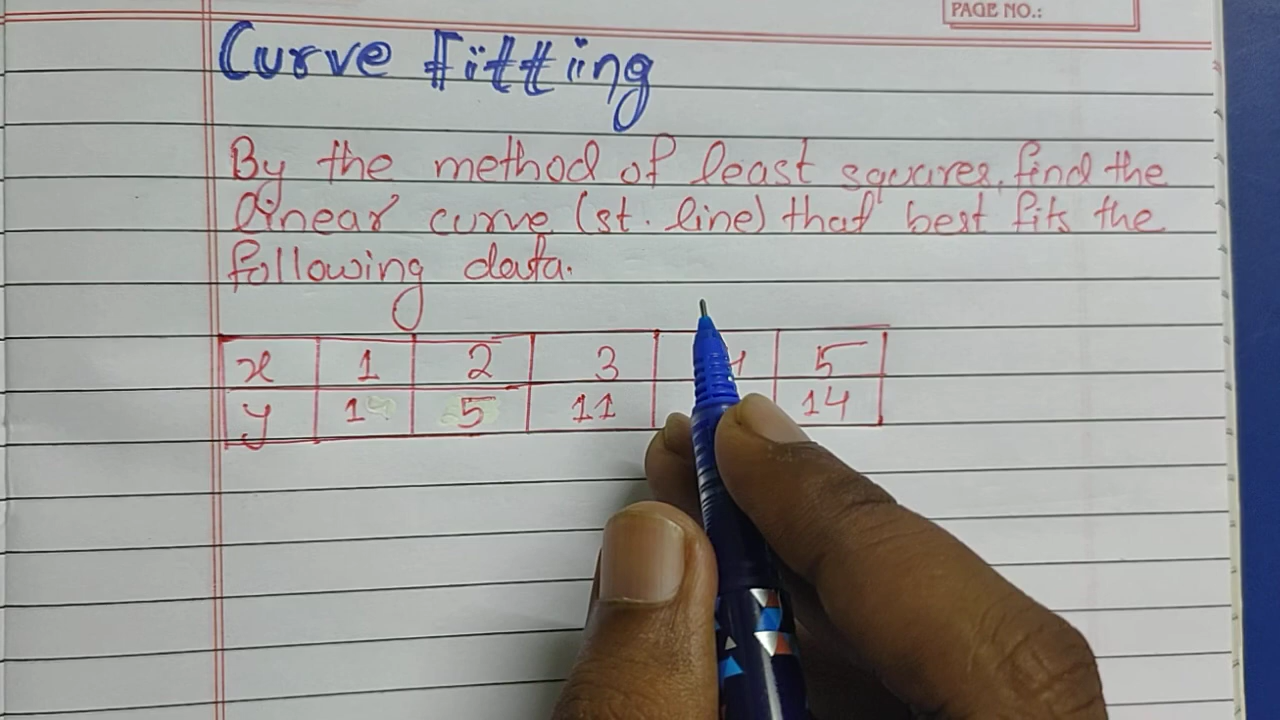 PAGE NO.:
Curve Fitting
By the method of least squares, find the
linear curve (st. line) that best fits the
following data.
x 1 2 3 5
y 1 5 11 14